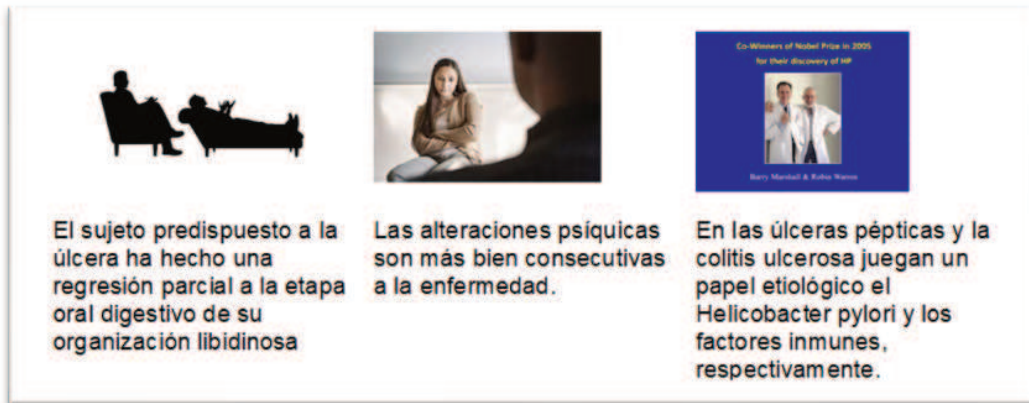 Co-Winners of Nobel Prize in 2005
for their discovery of HP
Barry Marshall & Robin Warren
El sujeto predispuesto a la
úlcera ha hecho una
regresión parcial a la etapa
oral digestivo de su
organización libidinosa
Las alteraciones psíquicas
son más bien consecutivas
a la enfermedad.
En las úlceras pépticas y la
colitis ulcerosa juegan un
papel etiológico el
Helicobacter pylori y los
factores inmunes,
respectivamente.